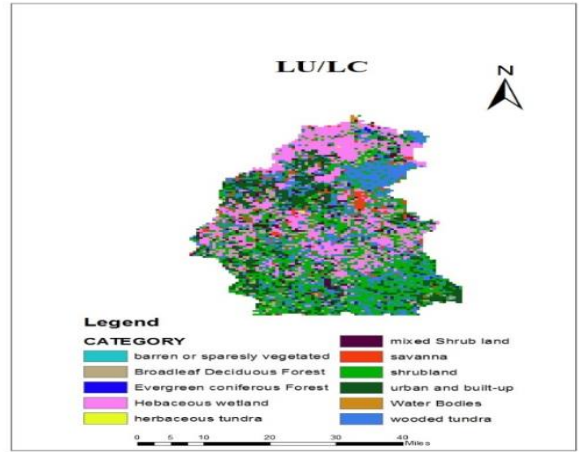 LU/LC
N
Legend
CATEGORY
barren or sparesly vegetated
Broadleaf Deciduous Forest
Evergreen coniferous Forest
Hebaceous wetland
herbaceous tundra
mixed Shrub land
savanna
shrubland
urban and built-up
Water Bodies
wooded tundra
0 5 10 20 30 40
Miles